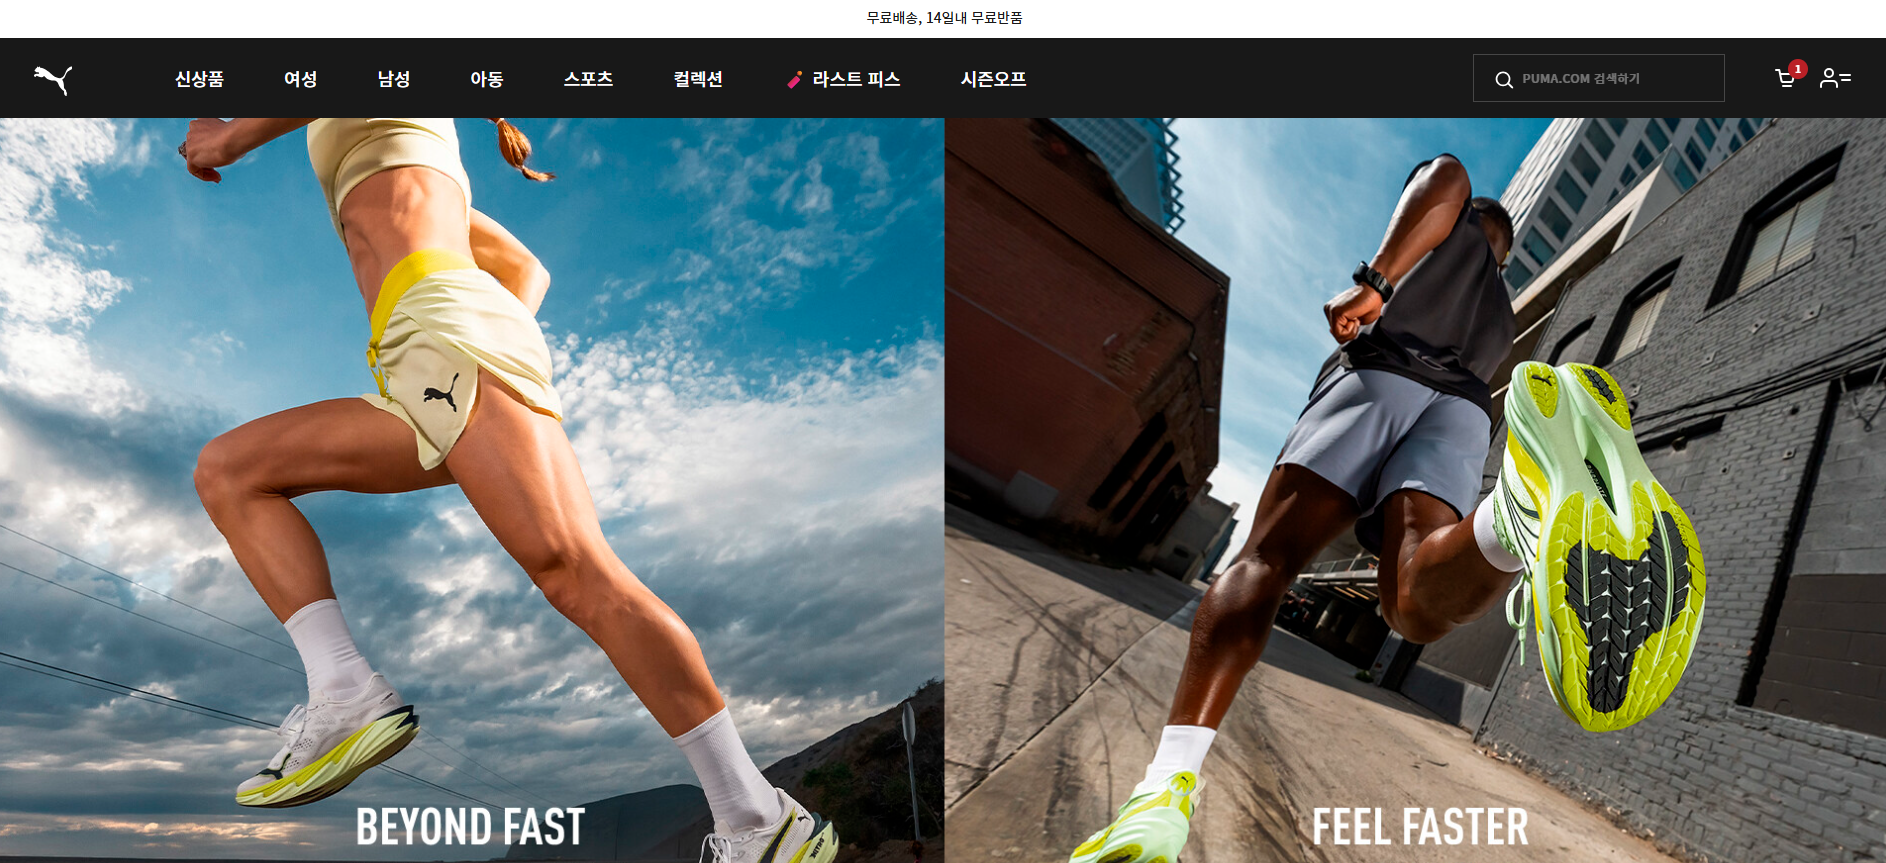 무료배송, 14일내 무료반품
신상품 여성 남성 아동 스포츠 컬렉션 라스트 피스 시즌오프
PUMA.COM 검색하기
1
BEYOND FAST
FEEL FASTER